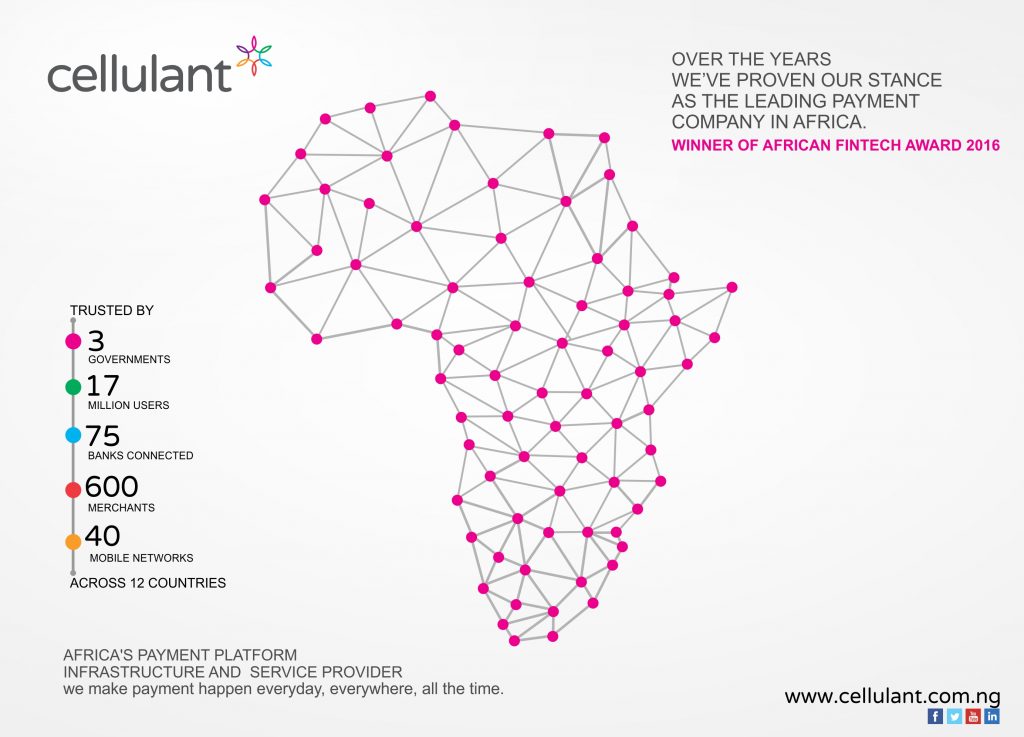 cellulant
OVER THE YEARS
WE'VE PROVEN OUR STANCE
AS THE LEADING PAYMENT
COMPANY IN AFRICA.
WINNER OF AFRICAN FINTECH AWARD 2016
TRUSTED BY
3
GOVERNMENTS
17
MILLION USERS
75
BANKS CONNECTED
600
MERCHANTS
40
MOBILE NETWORKS
ACROSS 12 COUNTRIES
AFRICA'S PAYMENT PLATFORM
INFRASTRUCTURE AND SERVICE PROVIDER
we make payment happen everyday, everywhere, all the time.
www.cellulant.com.ng
f You Tube in